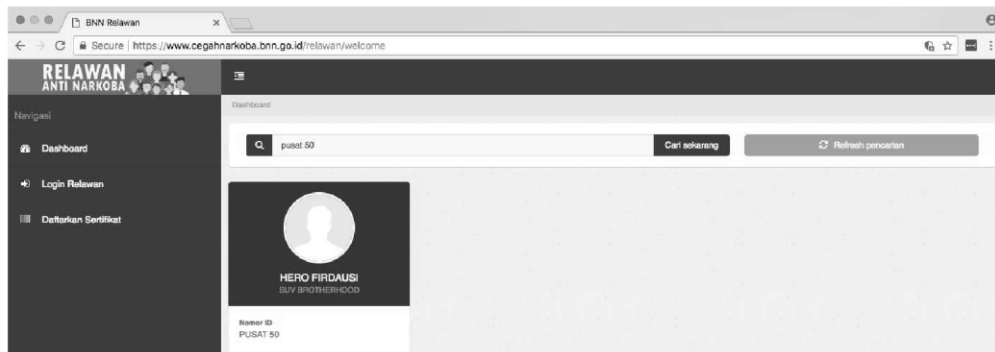 BNN Relawan
Secure | https://www.cegahnarkoba.bnn.go.id/relawan/welcome
RELAWAN
ANTI NARKOBA
Navigasi
Dashboard
Login Relawan
Daftarkan Sertifikat
Dashboard
pusat 50
Cari sekarang
Refresh pencarian
HERO FIRDAUSI
SUV BROTHERHOOD
Nomor ID
PUSAT 50